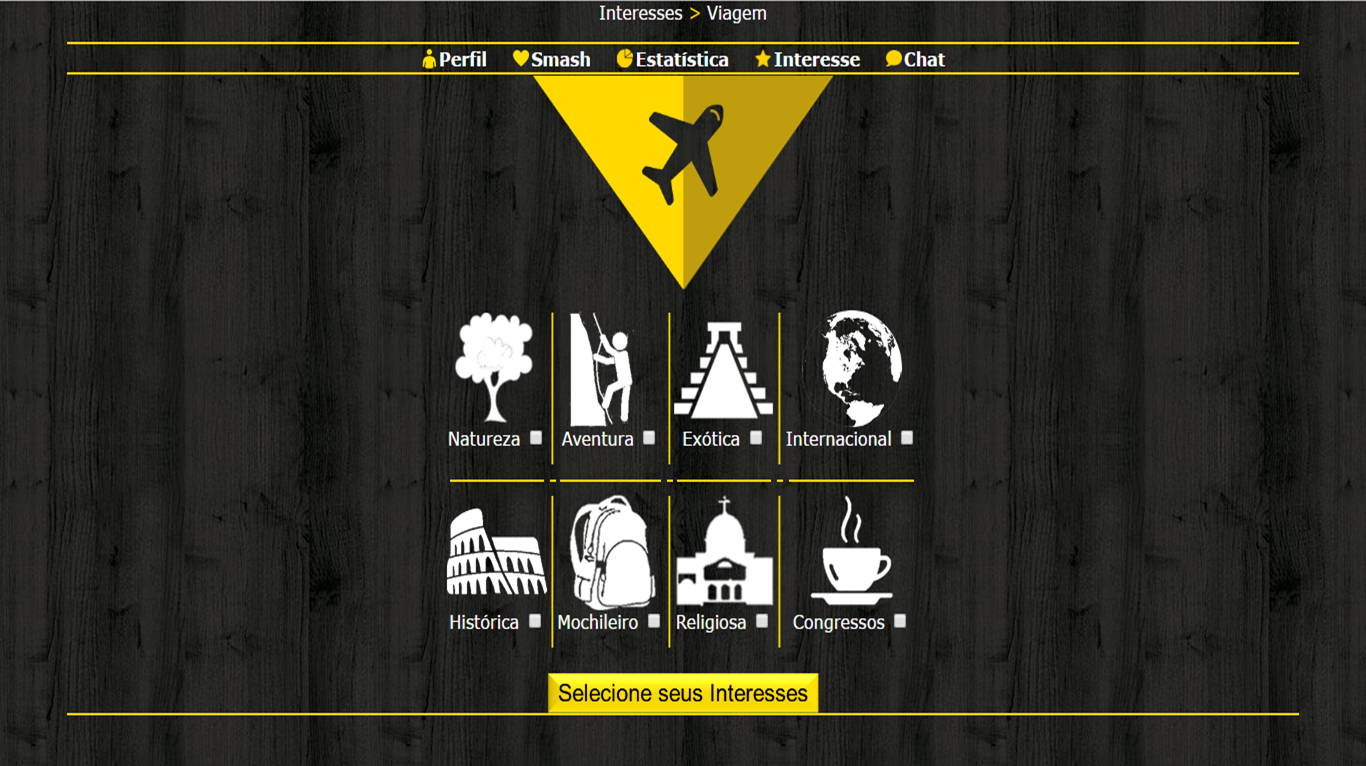 Interesses > Viagem
Perfil Smash Estatística Interesse Chat
Natureza Aventura Exótica Internacional
Histórica Mochileiro Religiosa Congressos
Selecione seus Interesses